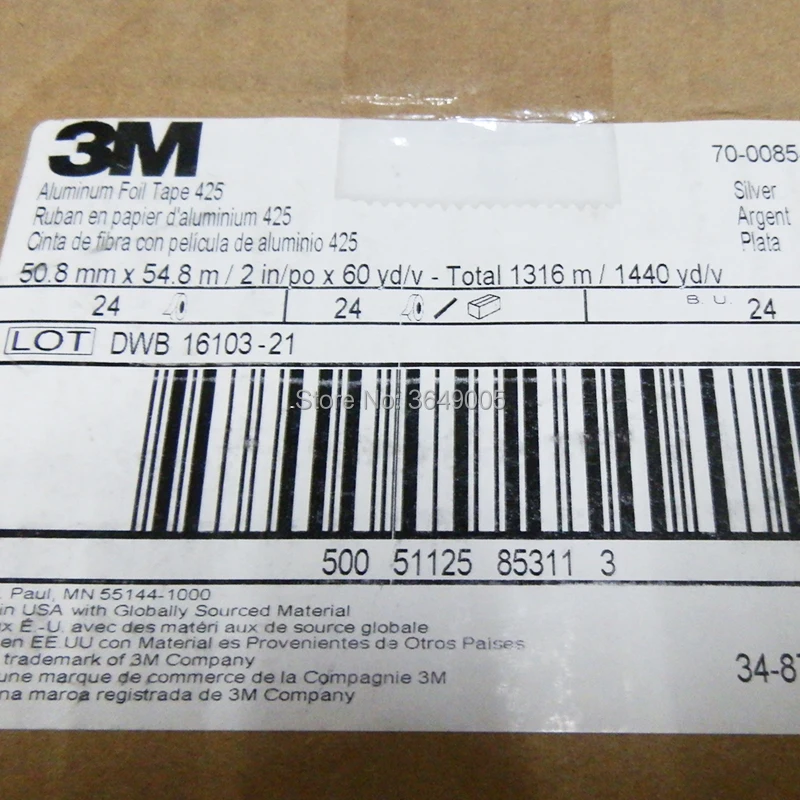 3M
70-0085
Aluminum Foil Tape 425
Silver
Ruban en papier d'aluminium 425
Argent
Cinta de fibra con película de aluminio 425
Plata
50.8 mm x 54.8 m / 2 in/po x 60 yd/v - Total 1316 m / 1440 yd/v
24 24 B. U. 24
LOT DWB 16103-21
Store No: 3649005
500 51125 85311 3
. Paul, MN 55144-1000
in USA with Globally Sourced Material
ux É -U. avec des matéri aux de source globale
en EE UU con Material es Provenientes de Otros Paises
trademark of 3M Company
une marque de commerce de la Compagnie 3M
34-87
na maroa registrada de 3M Company